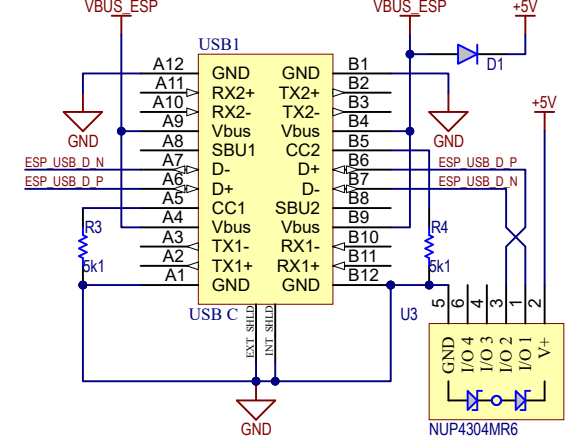 VBUS_ESP
VBUS_ESP
+5V
USB1
D1
A12 GND GND B1
A11 RX2+ TX2+ B2
A10 RX2- TX2- B3
A9 Vbus Vbus B4
A8 SBU1 CC2 B5
A7 D- D+ B6
A6 D+ D- B7
A5 CC1 SBU2 B8
A4 Vbus Vbus B9
A3 TX1- RX1- B10
A2 TX1+ RX1+ B11
A1 GND GND B12
GND
GND
+5V
ESP_USB_D_N
ESP_USB_D_P
ESP_USB_D_P
ESP_USB_D_N
R3
5k1
R4
5k1
USB C
EXT SHLD
INT SHLD
GND
U3
5 6 4 3 1 2
GND
I/O 4
I/O 3
I/O 2
I/O 1
V+
NUP4304MR6